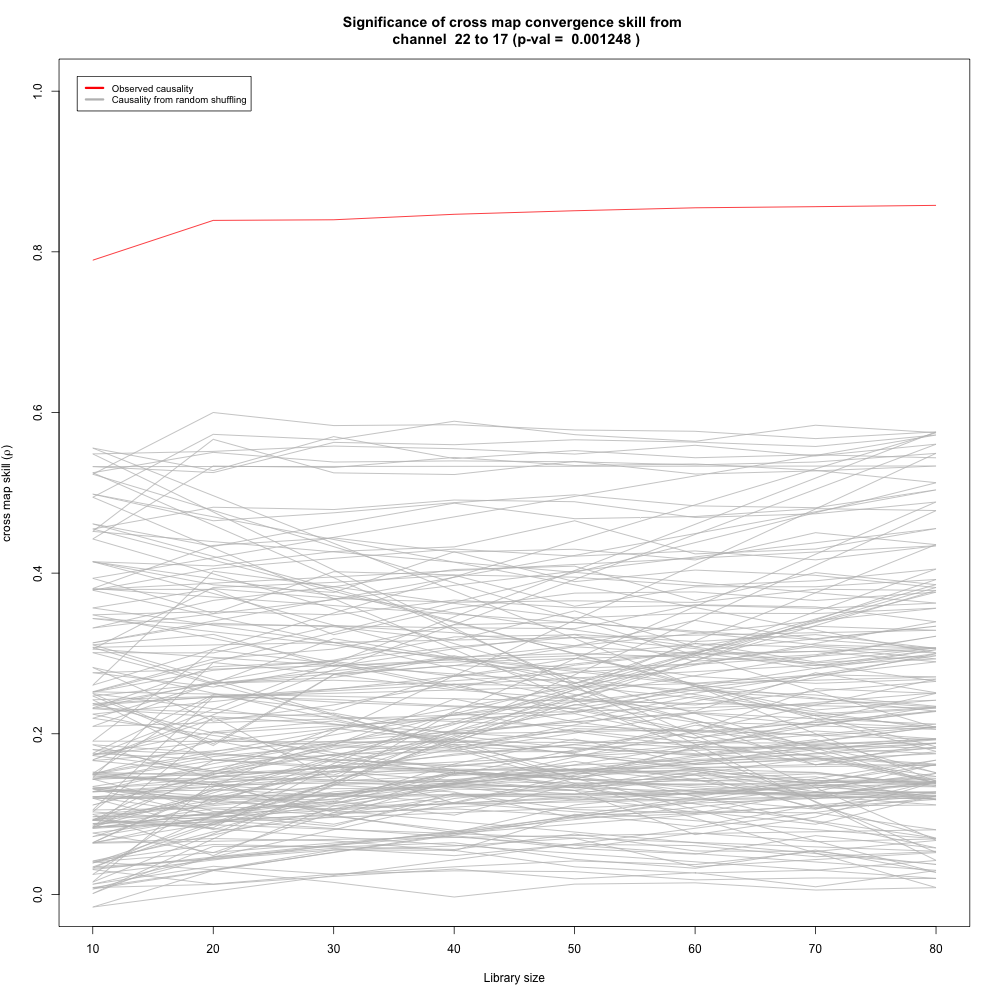 Significance of cross map convergence skill from
channel  22 to 17 (p-val =  0.001248 )
Observed causality
Causality from random shuffling
cross map skill (ρ)
1.0
0.8
0.6
0.4
0.2
0.0
10 20 30 40 50 60 70 80
Library size